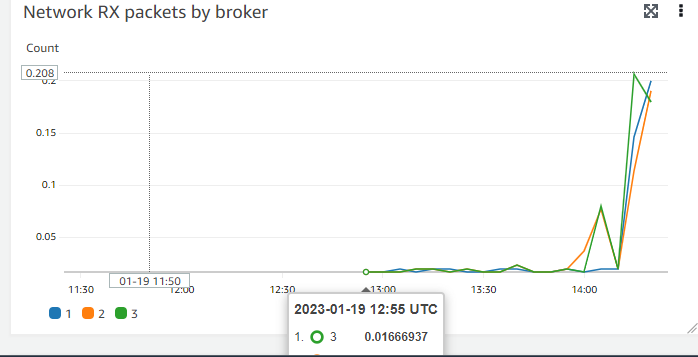 Network RX packets by broker
Count
0.208
0.2
0.15
0.1
0.05
11:30
01-19 11:50
12:00
12:30
13:00
13:30
14:00
1 2 3
2023-01-19 12:55 UTC
1. 3 0.01666937